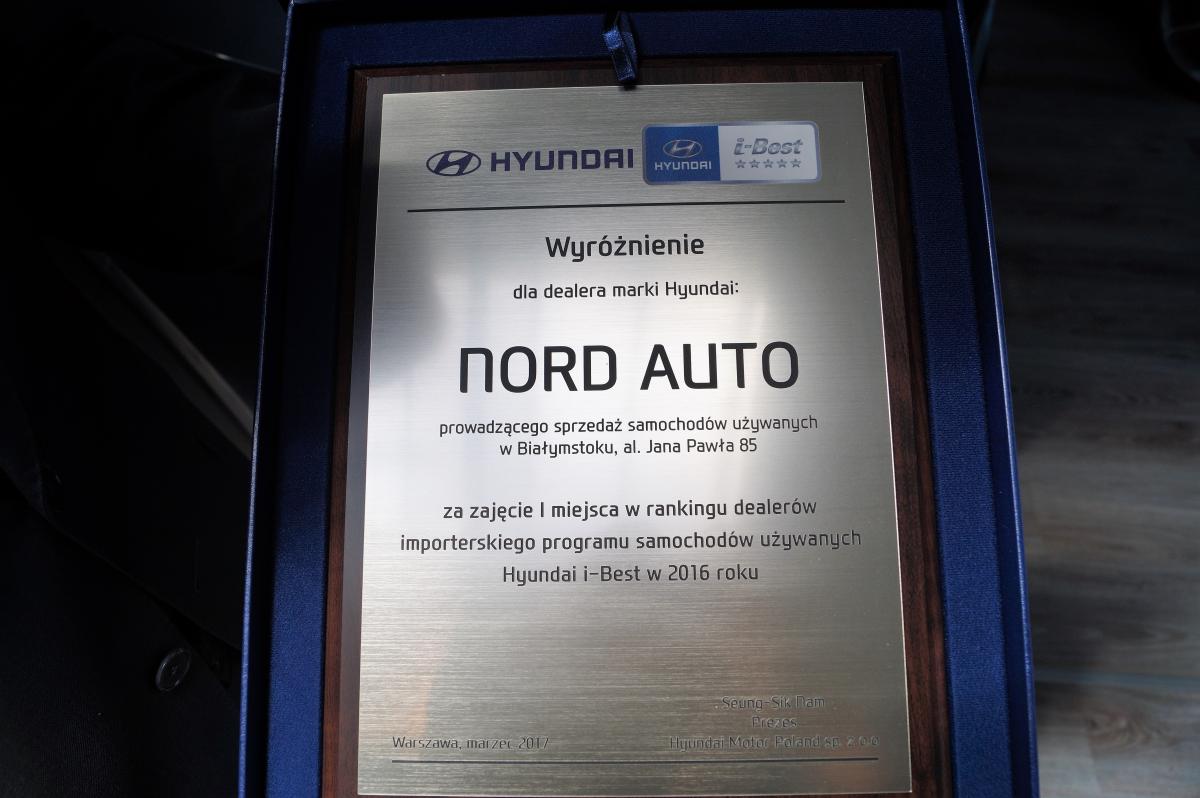 HYUNDAI HYUNDAI i-Best
Wyróżnienie
dla dealera marki Hyundai:
NORD AUTO
prowadzącego sprzedaż samochodów używanych
w Białymstoku, al. Jana Pawła 85
za zajęcie I miejsca w rankingu dealerów
importerskiego programu samochodów używanych
Hyundai i-Best w 2016 roku
Seung-Sik Nam
Prezes
Warszawa, marzec 2017 Hyundai Motor Poland sp. z o.o